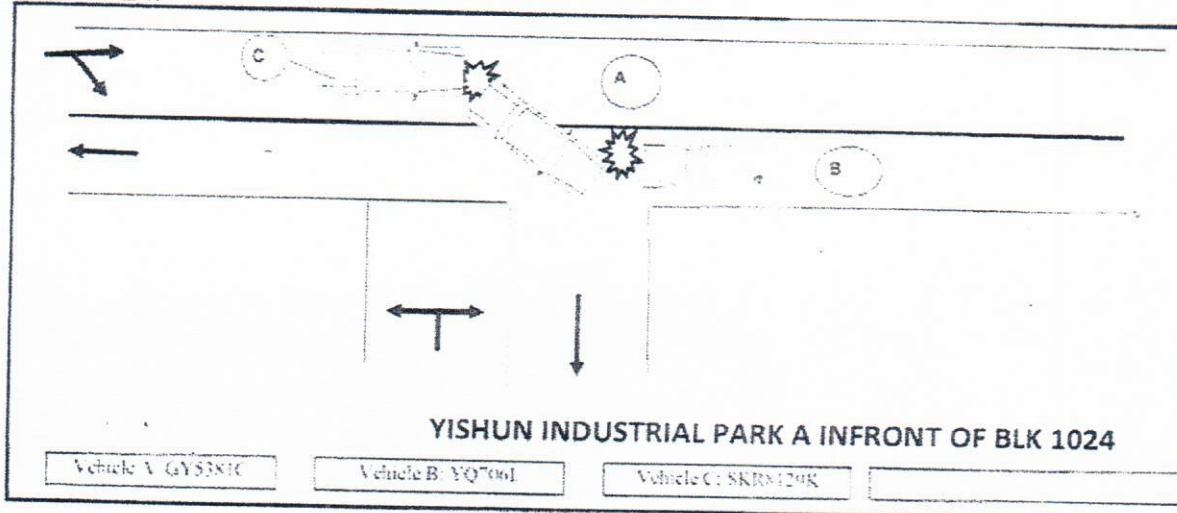 C
A
B
YISHUN INDUSTRIAL PARK A INFRONT OF BLK 1024
Vehicle A
Vehicle B:
Vehicle C: